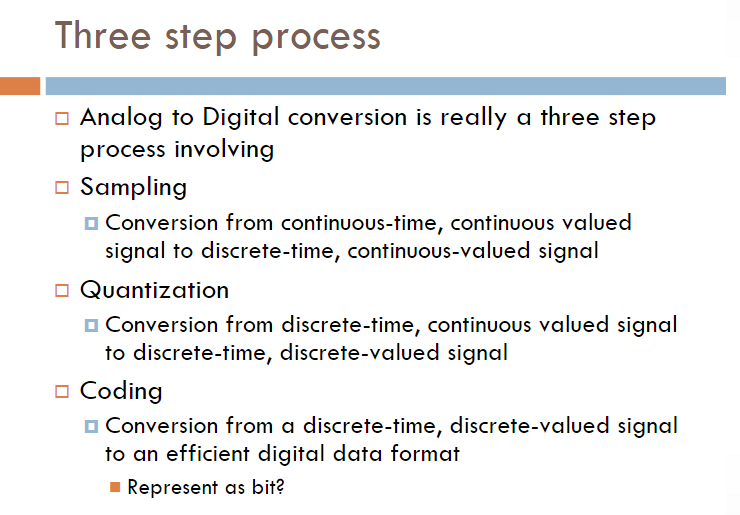 Three step process
Analog to Digital conversion is really a three step
process involving
Sampling
Conversion from continuous-time, continuous valued
signal to discrete-time, continuous-valued signal
Quantization
Conversion from discrete-time, continuous valued signal
to discrete-time, discrete-valued signal
Coding
Conversion from a discrete-time, discrete-valued signal
to an efficient digital data format
Represent as bit?